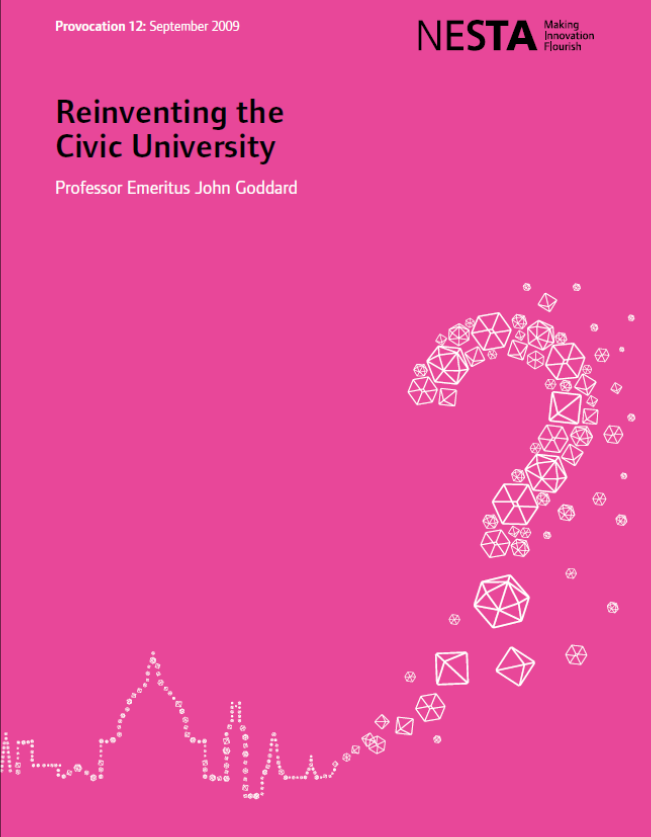 Provocation 12: September 2009
NESTA
Making
Innovation
Flourish
Reinventing the
Civic University
Professor Emeritus John Goddard